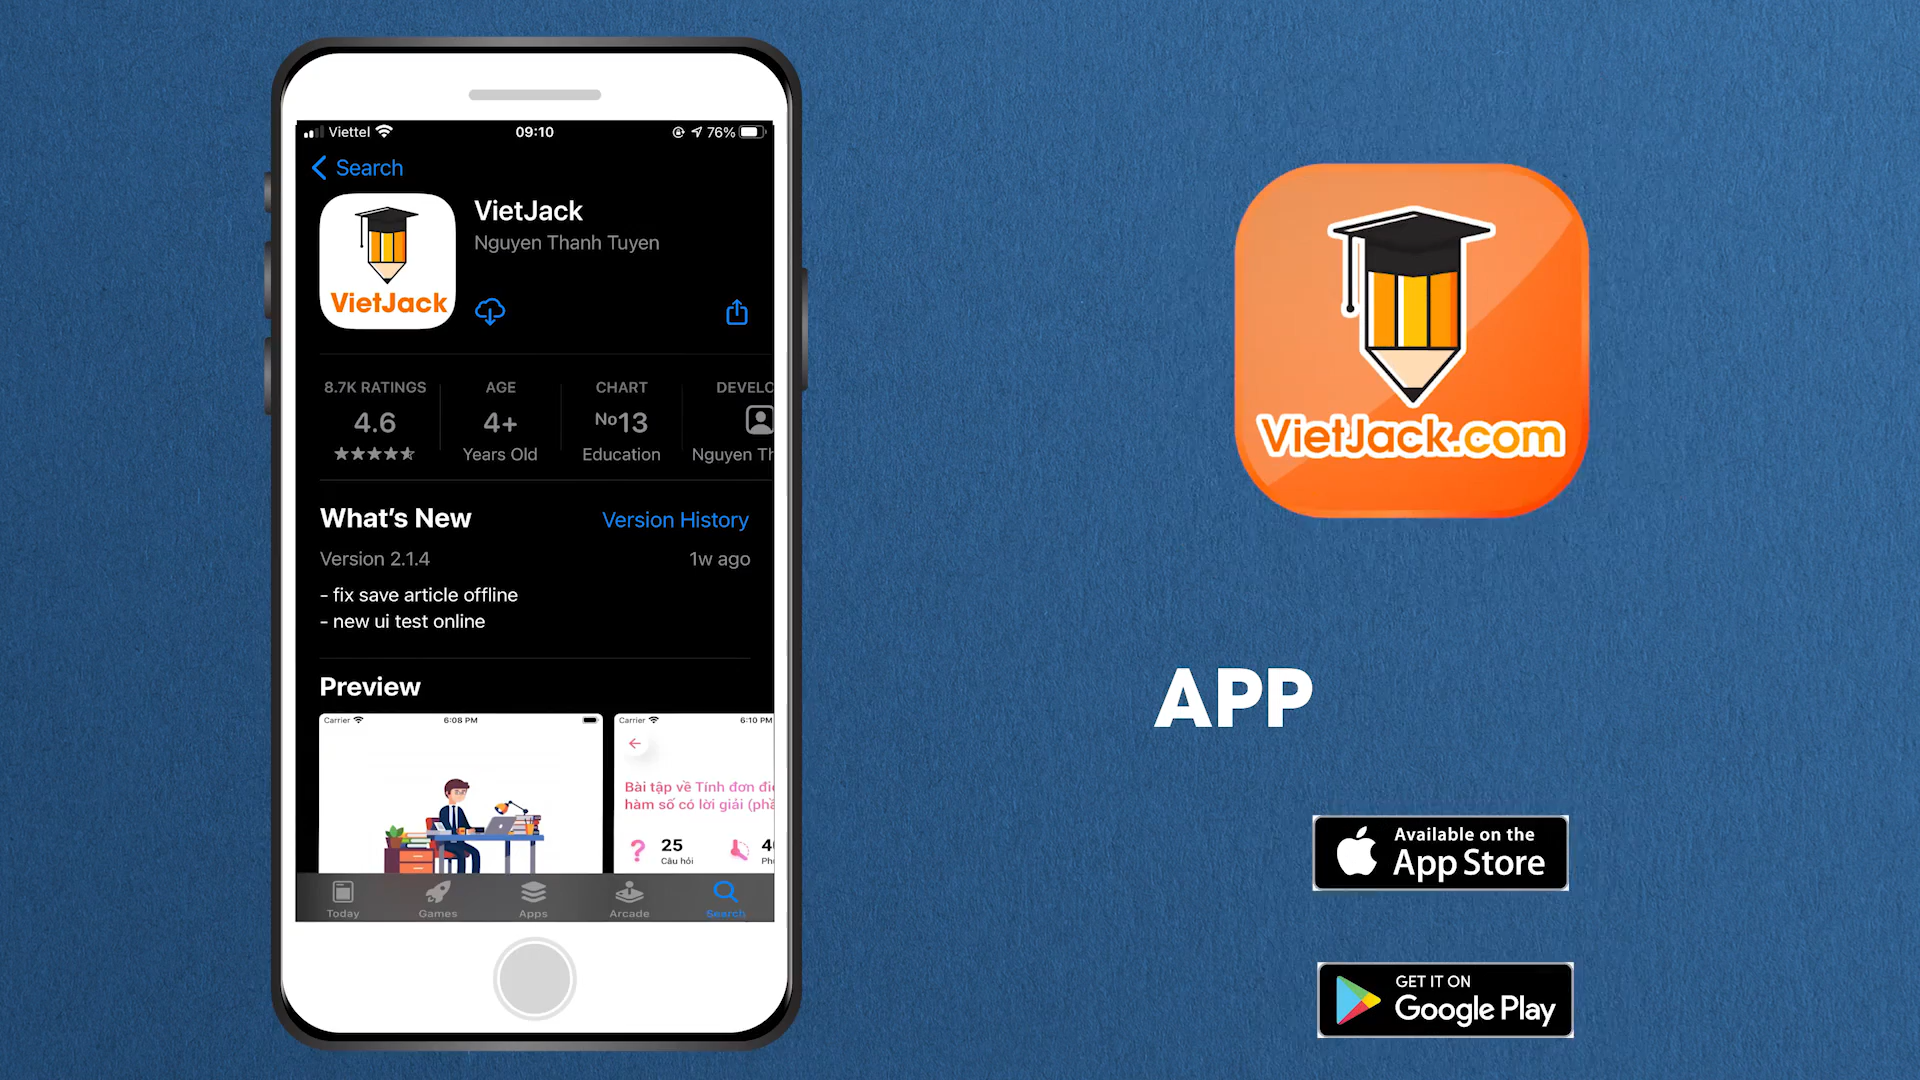 Viettel
09:10
76%
Search
VietJack
VietJack
Nguyen Thanh Tuyen
8.7K RATINGS
4.6
AGE
4+
Years Old
CHART
No13
Education
DEVELO
Nguyen Th
What's New
Version History
Version 2.1.4
1w ago
- fix save article offline
- new ui test online
Preview
Carrier
6:08 PM
Carrier
6:10 PM
Bài tập về Tính đơn điệ
hàm số có lời giải (phầ
25
Câu hỏi
Today
Games
Apps
Arcade
Search
VietJack.com
APP
Available on the
App Store
GET IT ON
Google Play